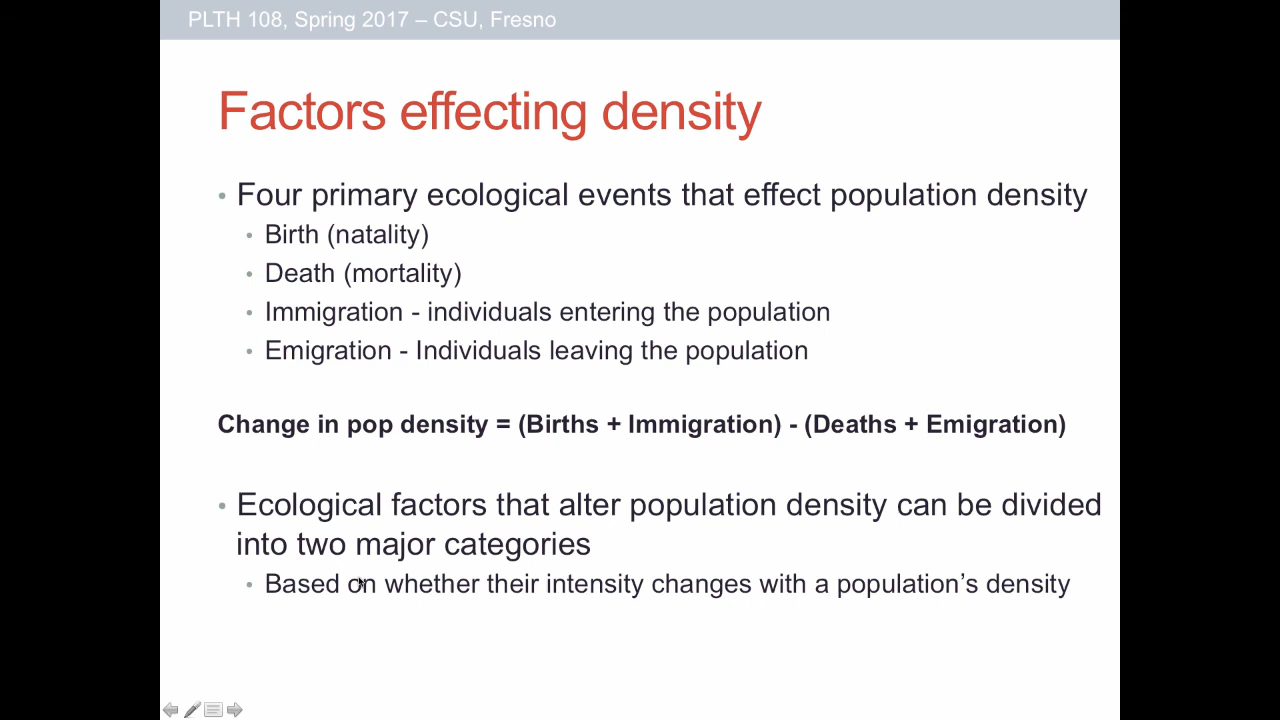 PLTH 108, Spring 2017 – CSU, Fresno
Factors effecting density
• Four primary ecological events that effect population density
• Birth (natality)
• Death (mortality)
• Immigration - individuals entering the population
• Emigration - Individuals leaving the population
Change in pop density = (Births + Immigration) - (Deaths + Emigration)
• Ecological factors that alter population density can be divided
into two major categories
• Based on whether their intensity changes with a population’s density